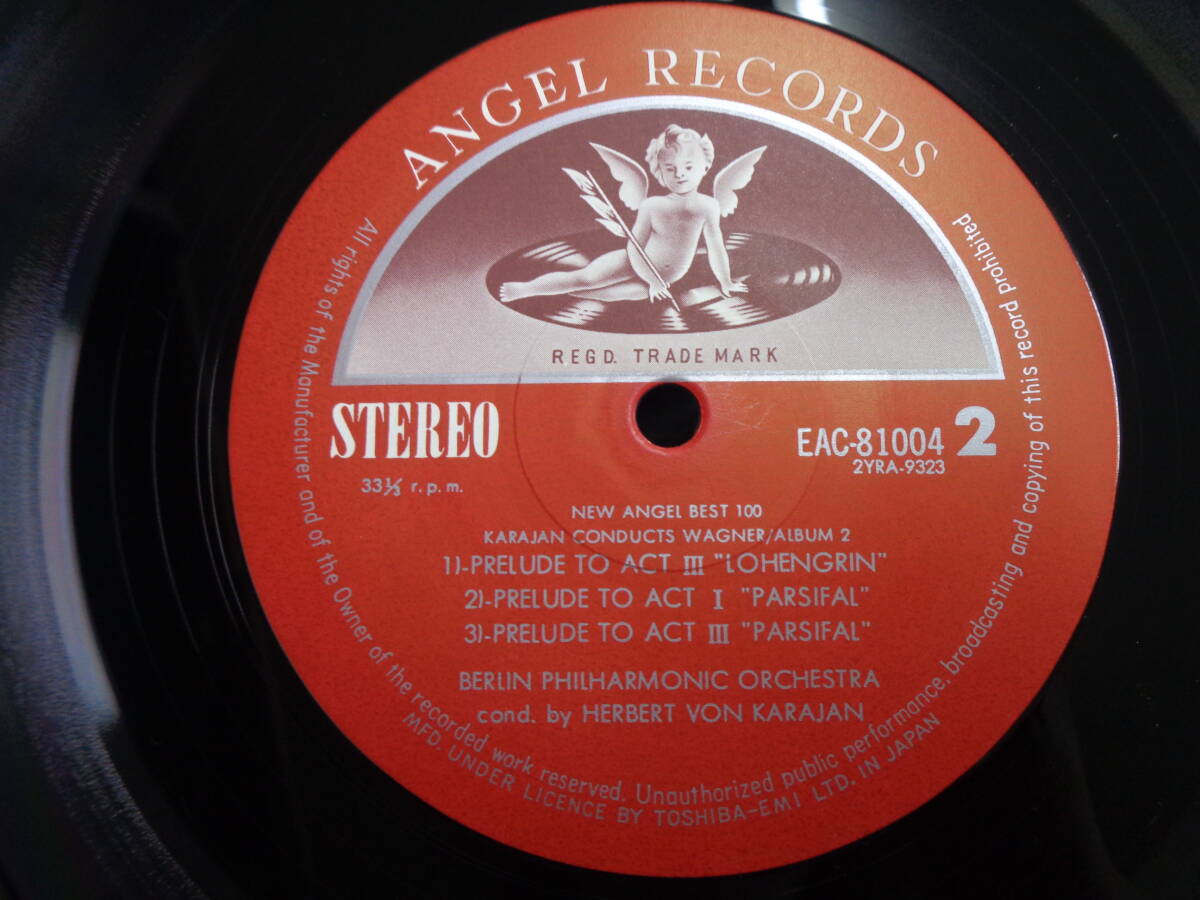 ANGEL RECORDS
REGD. TRADE MARK
STEREO
33⅓ r.p.m.
EAC-81004 2
2YRA-9323
NEW ANGEL BEST 100
KARAJAN CONDUCTS WAGNER/ALBUM 2
1)-PRELUDE TO ACT III "LOHENGRIN"
2)-PRELUDE TO ACT I "PARSIFAL"
3)-PRELUDE TO ACT III "PARSIFAL"
BERLIN PHILHARMONIC ORCHESTRA
cond. by HERBERT VON KARAJAN
All rights of the Manufacturer and of the Owner of the recorded work reserved. Unauthorized public performance, broadcasting and copying of this record prohibited
MFD. UNDER LICENCE BY TOSHIBA-EMI LTD. IN JAPAN